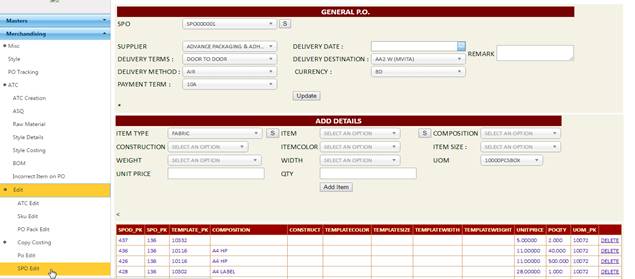 Masters
Merchandising
Misc
Style
PO Tracking
ATC
ATC Creation
ASQ
Raw Material
Style Details
Style Costing
BOM
Incorrect Item on PO
Edit
ATC Edit
Sku Edit
PO Pack Edit
Copy Costing
Po Edit
SPO Edit
GENERAL P.O.
SPO SPO000001 S
SUPPLIER ADVANCE PACKAGING & ADH... DELIVERY DATE : REMARK
DELIVERY TERMS : DOOR TO DOOR DELIVERY DESTINATION : AA2 W (MVITA)
DELIVERY METHOD : AIR CURRENCY : BD
PAYMENT TERM : 10A
Update
*
ADD DETAILS
ITEM TYPE FABRIC S ITEM SELECT AN OPTION S COMPOSITION SELECT AN OPTION
CONSTRUCTION SELECT AN OPTION ITEMCOLOR SELECT AN OPTION ITEM SIZE : SELECT AN OPTION
WEIGHT SELECT AN OPTION WIDTH SELECT AN OPTION UOM 10000PCSBOX
UNIT PRICE QTY
Add Item
<
SPOD_PK SPO_PK TEMPLATE_PK COMPOSITION CONSTRUCT TEMPLATECOLOR TEMPLATESIZE TEMPLATEWIDTH TEMPLATEWEIGHT UNITPRICE POQTY UOM_PK
437 136 10332 5.00000 2.000 10072 DELETE
436 136 10116 A4 HP 11.00000 40.000 10072 DELETE
426 136 10116 A4 HP 11.00000 500.000 10072 DELETE
428 136 10302 A4 LABEL 28.00000 1.000 10072 DELETE